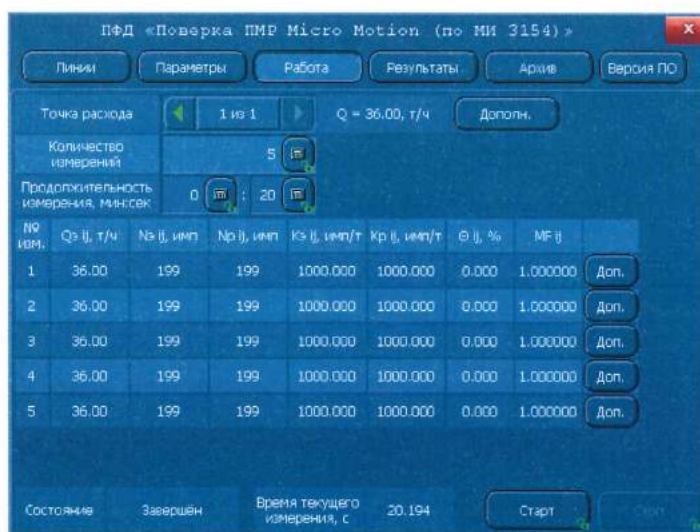 ПФД «Поверка ПМР Micro Motion (по МИ 3154)»
Линии Параметры Работа Результаты Архив Версия ПО
Точка расхода 1 из 1 Q = 36.00, т/ч Дополн.
Количество измерений 5
Продолжительность измерения, мин:сек 0 : 20
№ изм. Qэ ij, т/ч Nэ ij, имп Np ij, имп Kэ ij, имп/т Kp ij, имп/т Θ ij, % MF ij
1 36.00 199 199 1000.000 1000.000 0.000 1.000000 Доп.
2 36.00 199 199 1000.000 1000.000 0.000 1.000000 Доп.
3 36.00 199 199 1000.000 1000.000 0.000 1.000000 Доп.
4 36.00 199 199 1000.000 1000.000 0.000 1.000000 Доп.
5 36.00 199 199 1000.000 1000.000 0.000 1.000000 Доп.
Состояние Завершён Время текущего измерения, с 20.194 Старт